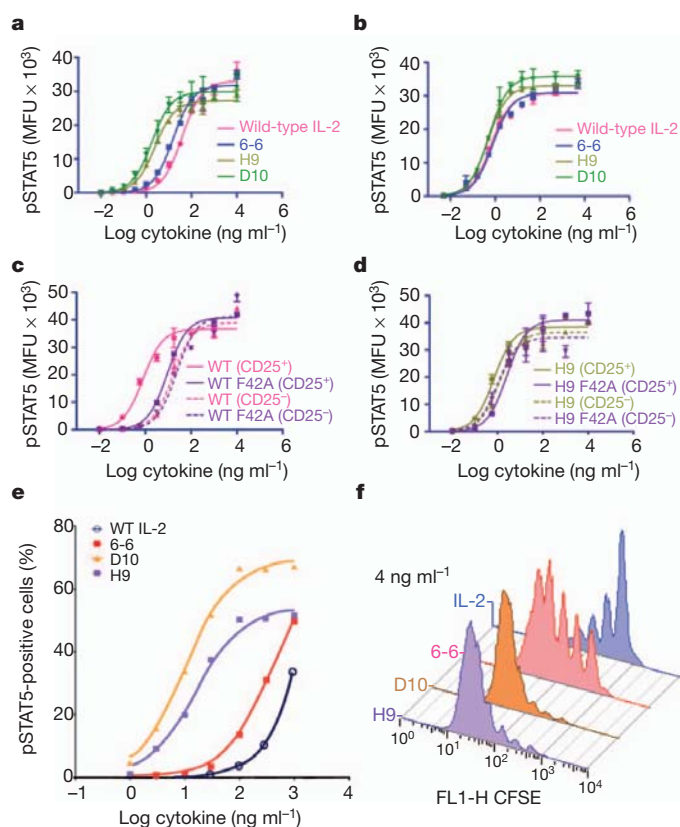 a
pSTAT5 (MFU × 10³)
40
30
20
10
0
Wild-type IL-2
6-6
H9
D10
−2 0 2 4 6
Log cytokine (ng ml⁻¹)
b
pSTAT5 (MFU × 10³)
40
30
20
10
0
Wild-type IL-2
6-6
H9
D10
−2 0 2 4 6
Log cytokine (ng ml⁻¹)
c
pSTAT5 (MFU × 10³)
50
40
30
20
10
0
WT (CD25⁺)
WT F42A (CD25⁺)
WT (CD25⁻)
WT F42A (CD25⁻)
−2 0 2 4 6
Log cytokine (ng ml⁻¹)
d
pSTAT5 (MFU × 10³)
50
40
30
20
10
0
H9 (CD25⁺)
H9 F42A (CD25⁺)
H9 (CD25⁻)
H9 F42A (CD25⁻)
−2 0 2 4 6
Log cytokine (ng ml⁻¹)
e
pSTAT5-positive cells (%)
80
60
40
20
0
WT IL-2
6-6
D10
H9
−1 0 1 2 3 4
Log cytokine (ng ml⁻¹)
f
4 ng ml⁻¹
IL-2
6-6
D10
H9
10⁰ 10¹ 10² 10³ 10⁴
FL1-H CFSE